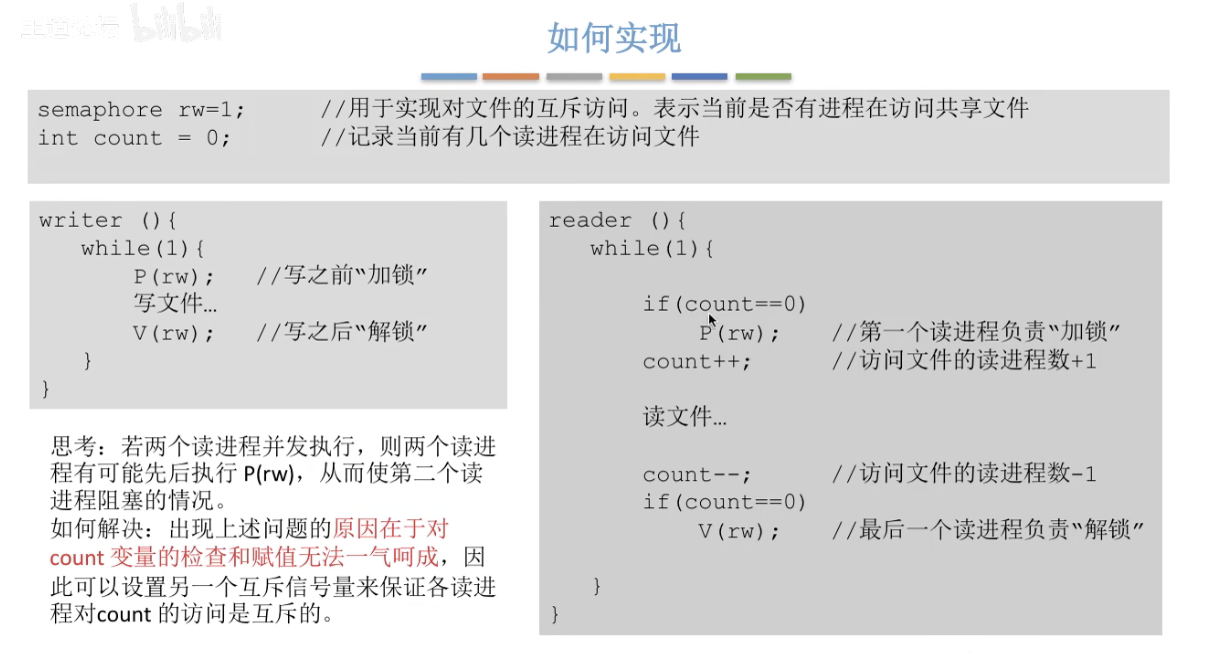 王道论坛 bilibili
如何实现
semaphore rw=1; //用于实现对文件的互斥访问。表示当前是否有进程在访问共享文件
int count = 0; //记录当前有几个读进程在访问文件
writer (){
while(1){
P(rw); //写之前“加锁”
写文件…
V(rw); //写之后“解锁”
}
}
思考：若两个读进程并发执行，则两个读进
程有可能先后执行 P(rw)，从而使第二个读
进程阻塞的情况。
如何解决：出现上述问题的原因在于对
count 变量的检查和赋值无法一气呵成，因
此可以设置另一个互斥信号量来保证各读进
程对count 的访问是互斥的。
reader (){
while(1){
if(count==0)
P(rw); //第一个读进程负责“加锁”
count++; //访问文件的读进程数+1
读文件…
count--; //访问文件的读进程数-1
if(count==0)
V(rw); //最后一个读进程负责“解锁”
}
}